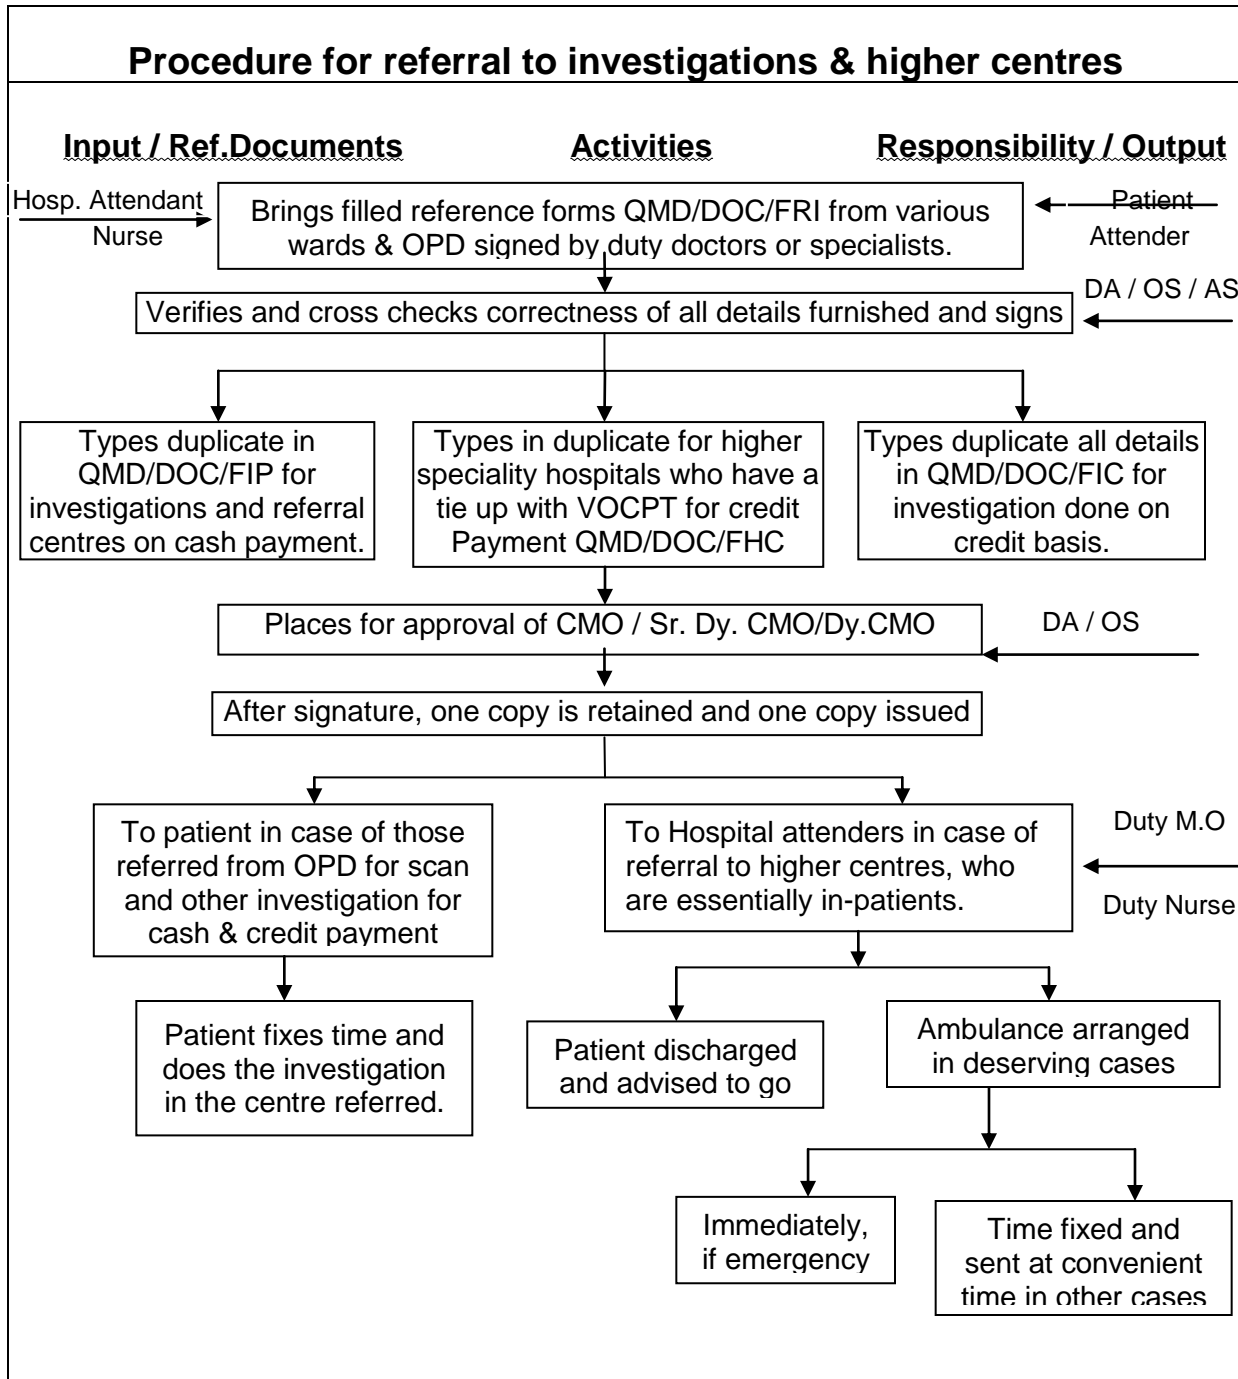 Procedure for referral to investigations & higher centres
Input / Ref.Documents
Activities
Responsibility / Output
Hosp. Attendant
Nurse
Brings filled reference forms QMD/DOC/FRI from various
wards & OPD signed by duty doctors or specialists.
Patient
Attender
Verifies and cross checks correctness of all details furnished and signs
DA / OS / AS
Types duplicate in
QMD/DOC/FIP for
investigations and referral
centres on cash payment.
Types in duplicate for higher
speciality hospitals who have a
tie up with VOCPT for credit
Payment QMD/DOC/FHC
Types duplicate all details
in QMD/DOC/FIC for
investigation done on
credit basis.
Places for approval of CMO / Sr. Dy. CMO/Dy.CMO
DA / OS
After signature, one copy is retained and one copy issued
To patient in case of those
referred from OPD for scan
and other investigation for
cash & credit payment
To Hospital attenders in case of
referral to higher centres, who
are essentially in-patients.
Duty M.O
Duty Nurse
Patient fixes time and
does the investigation
in the centre referred.
Patient discharged
and advised to go
Ambulance arranged
in deserving cases
Immediately,
if emergency
Time fixed and
sent at convenient
time in other cases